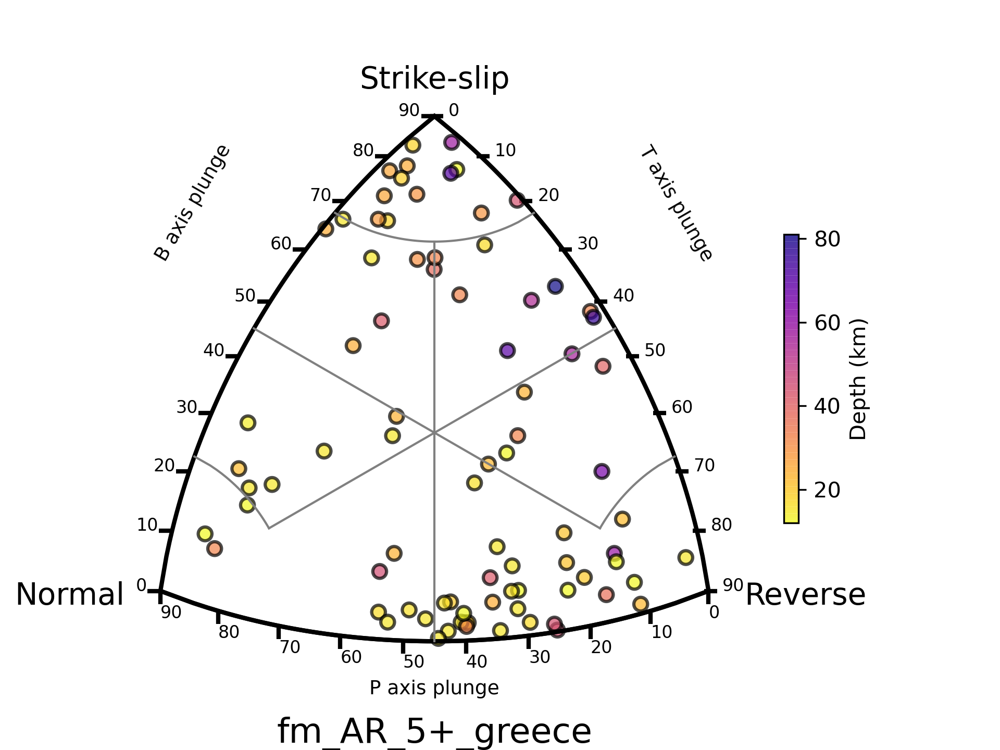 Strike-slip
90 0
80 10
70 20
60 30
50 40
40 50
30 60
20 70
10 80
0 90
B axis plunge
T axis plunge
80
60
40
20
Depth (km)
Normal
Reverse
90 80 70 60 50 40 30 20 10 0
P axis plunge
fm_AR_5+_greece